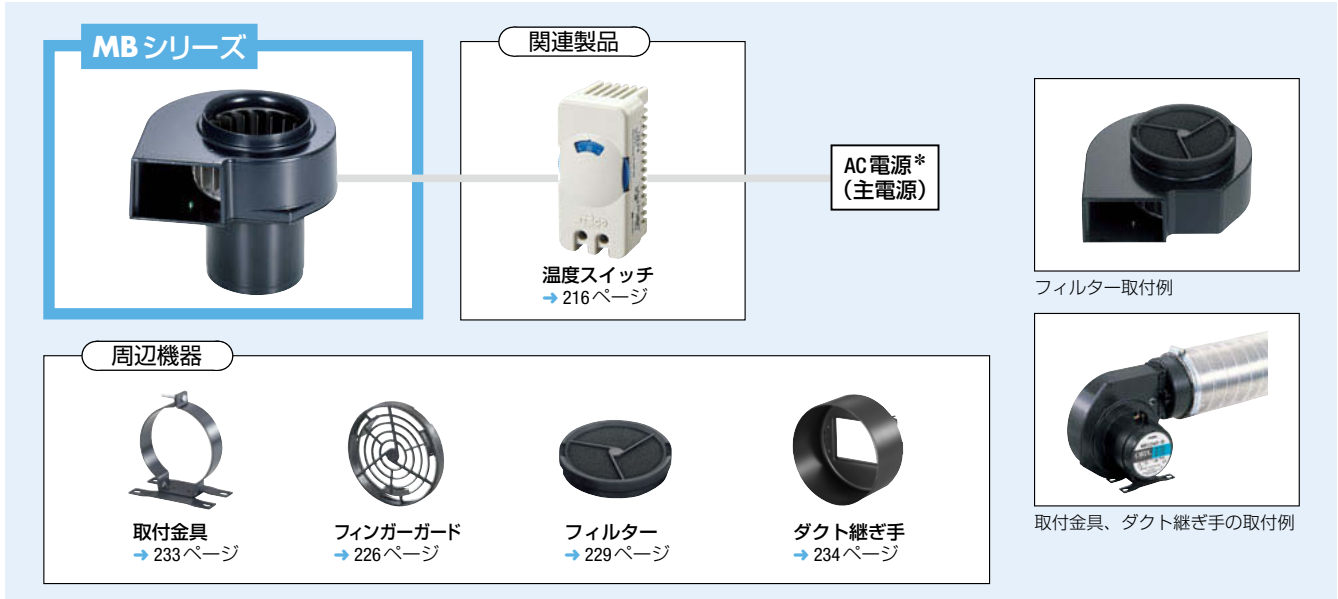 MBシリーズ
関連製品
温度スイッチ
→ 216ページ
AC電源*
（主電源）
フィルター取付例
周辺機器
取付金具
→ 233ページ
フィンガーガード
→ 226ページ
フィルター
→ 229ページ
ダクト継ぎ手
→ 234ページ
取付金具、ダクト継ぎ手の取付例